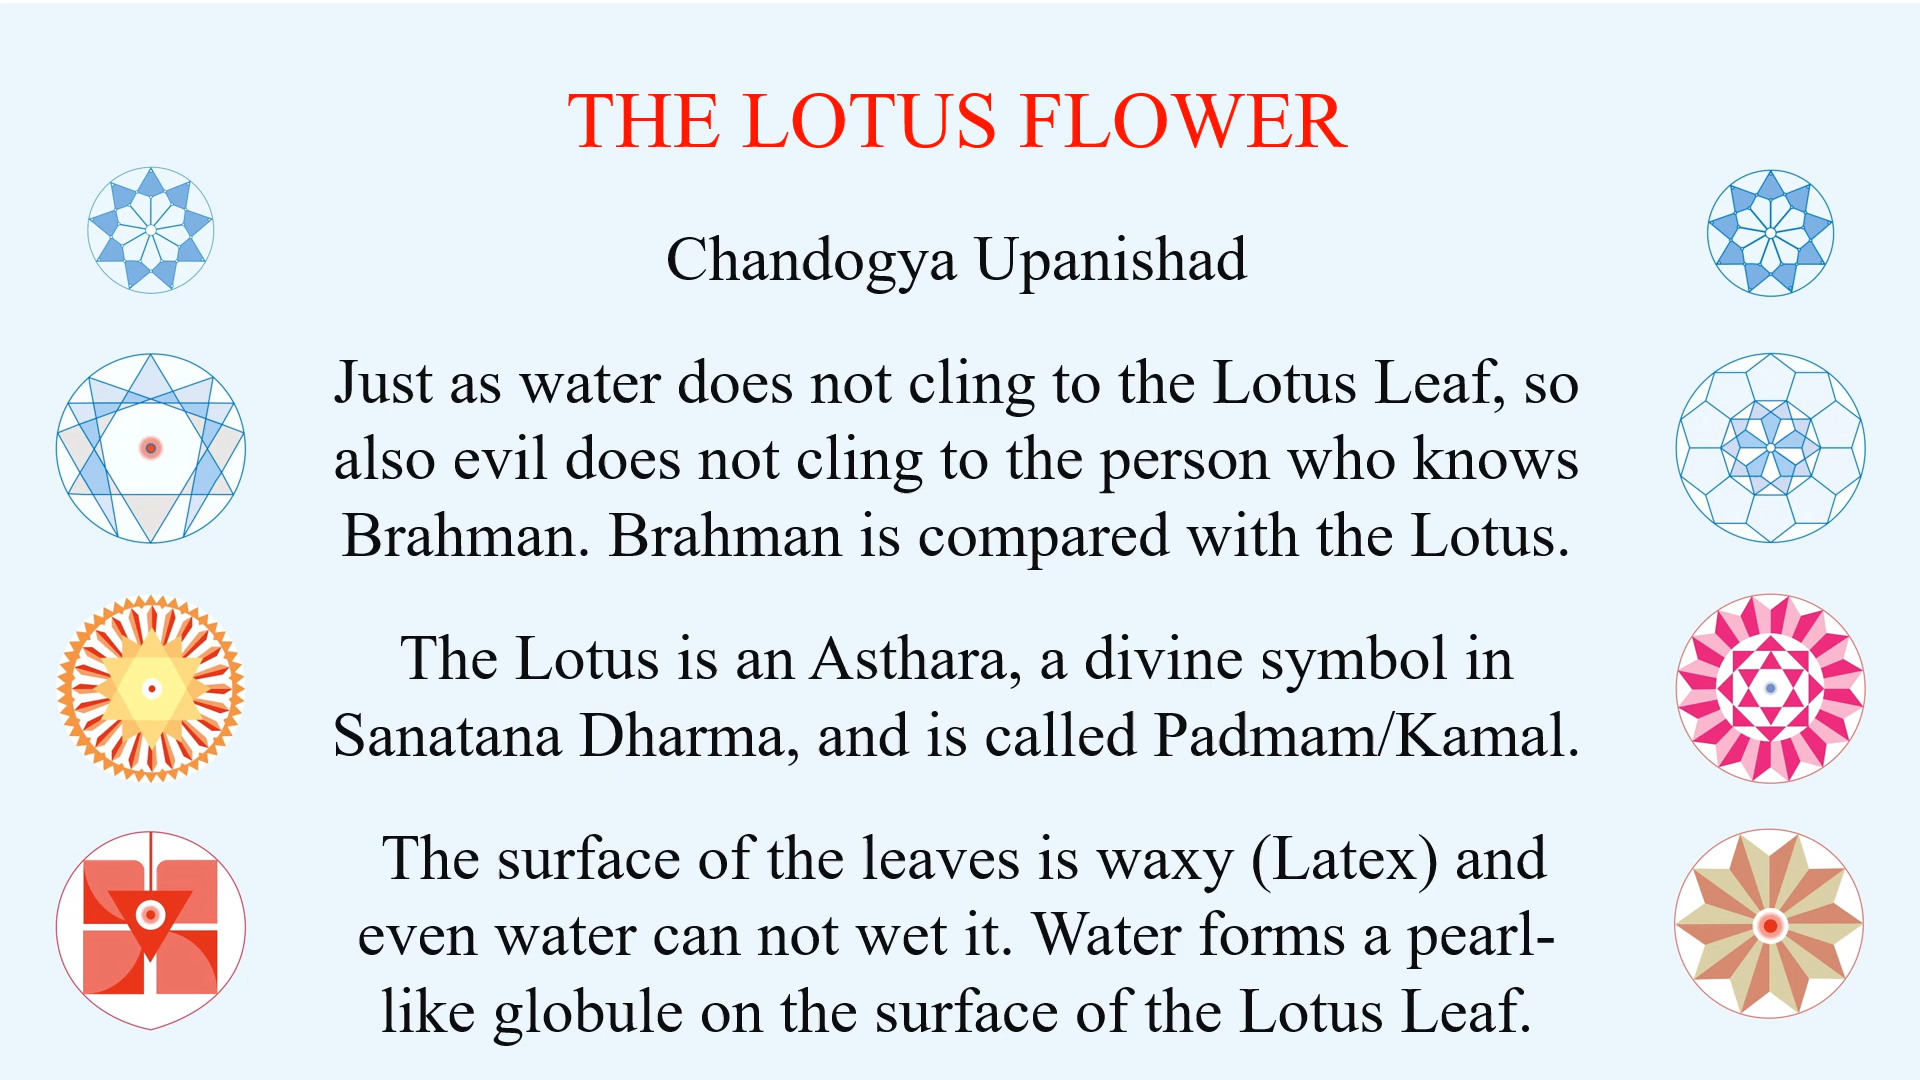 THE LOTUS FLOWER
Chandogya Upanishad
Just as water does not cling to the Lotus Leaf, so
also evil does not cling to the person who knows
Brahman. Brahman is compared with the Lotus.
The Lotus is an Asthara, a divine symbol in
Sanatana Dharma, and is called Padmam/Kamal.
The surface of the leaves is waxy (Latex) and
even water can not wet it. Water forms a pearl-
like globule on the surface of the Lotus Leaf.